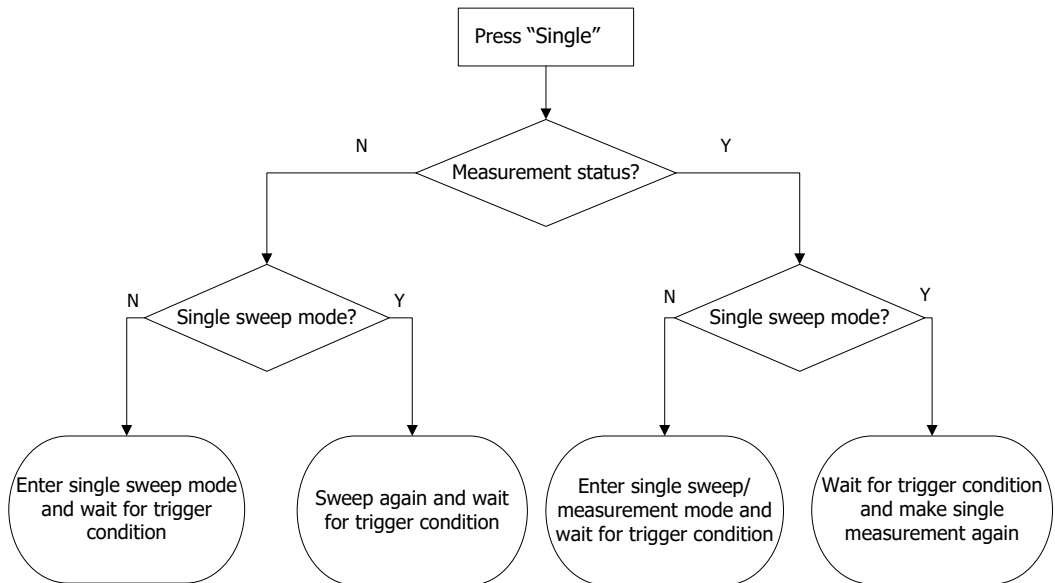 Press “Single”
N
Y
Measurement status?
N
Y
N
Y
Single sweep mode?
Single sweep mode?
Enter single sweep mode
and wait for trigger
condition
Sweep again and wait
for trigger condition
Enter single sweep/
measurement mode and
wait for trigger condition
Wait for trigger condition
and make single
measurement again